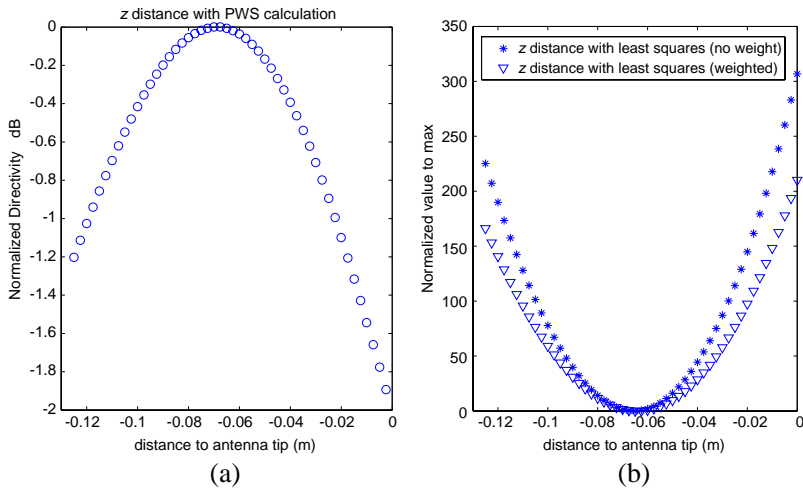 z distance with PWS calculation
0
-0.2
-0.4
-0.6
-0.8
-1
-1.2
-1.4
-1.6
-1.8
-2
Normalized Directivity dB
-0.12 -0.1 -0.08 -0.06 -0.04 -0.02 0
distance to antenna tip (m)
(a)
z distance with least squares (no weight)
z distance with least squares (weighted)
350
300
250
200
150
100
50
0
Normalized value to max
-0.12 -0.1 -0.08 -0.06 -0.04 -0.02 0
distance to antenna tip (m)
(b)